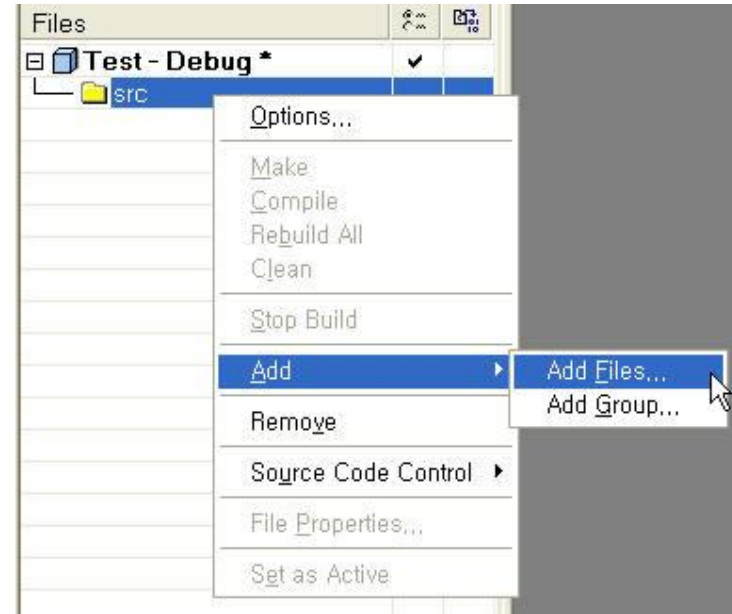 Files
Test - Debug *
src
Options...
Make
Compile
Rebuild All
Clean
Stop Build
Add
Add Files...
Add Group...
Remove
Source Code Control
File Properties...
Set as Active